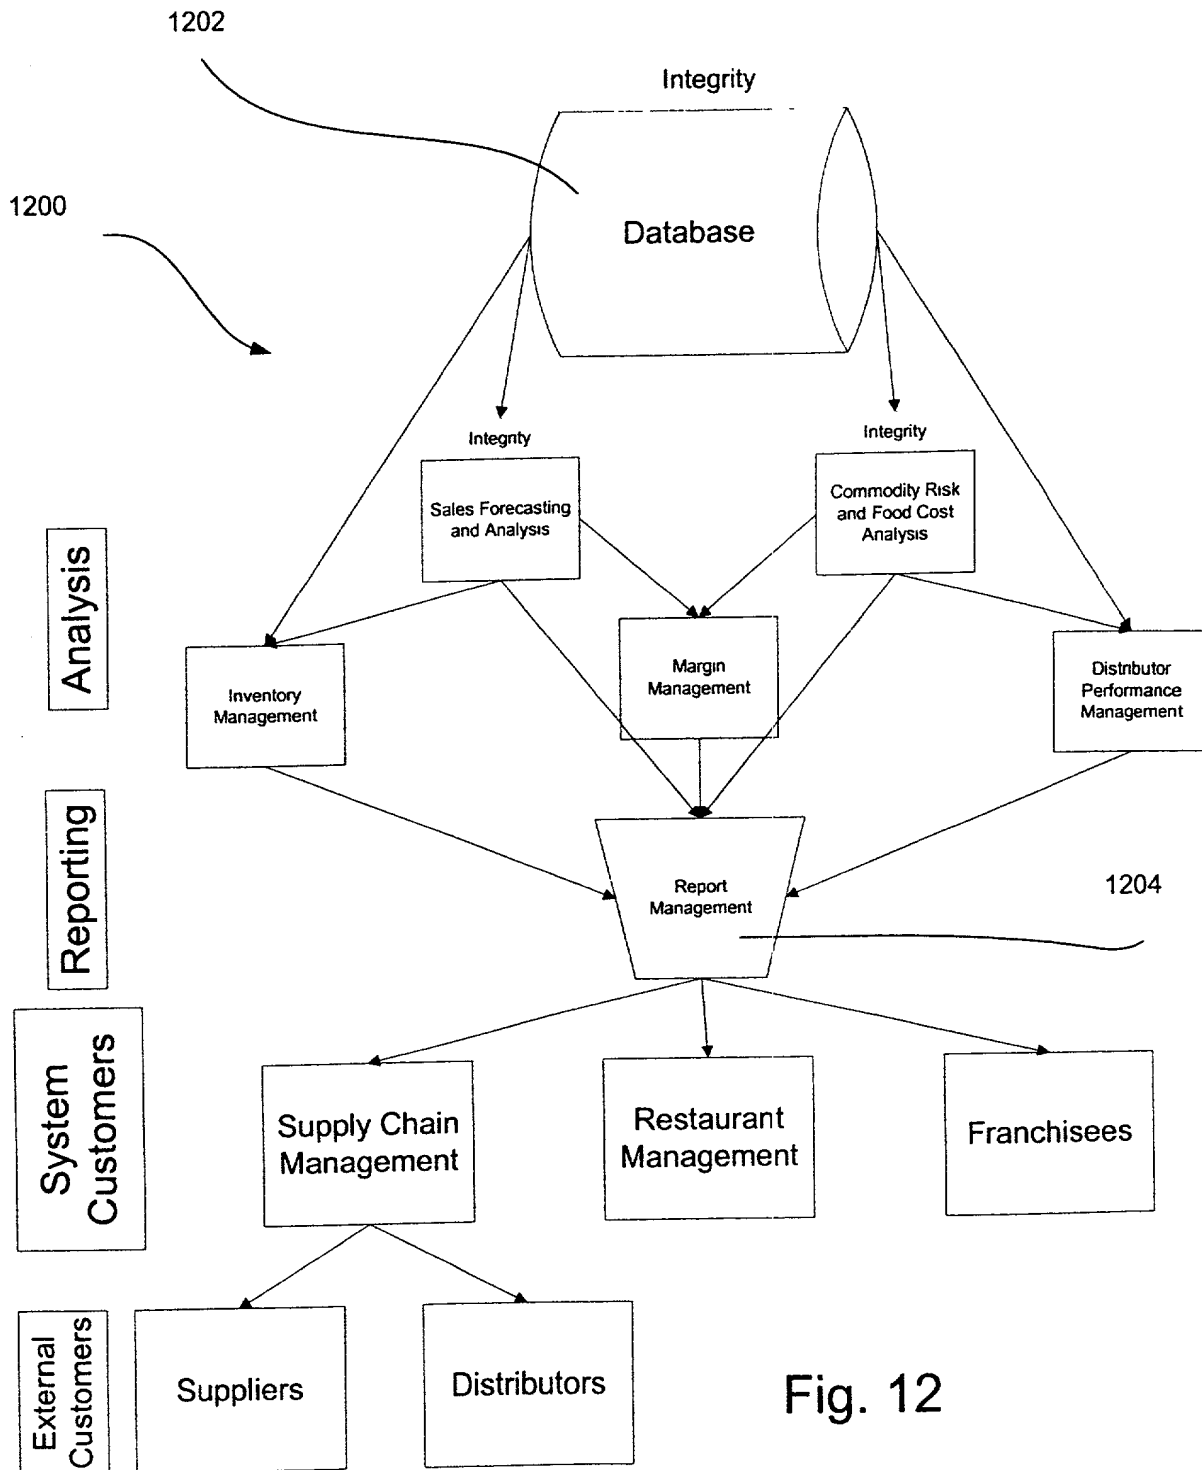 1202
Integrity
1200
Database
Integrity
Integrity
Sales Forecasting
and Analysis
Commodity Risk
and Food Cost
Analysis
Analysis
Inventory
Management
Margin
Management
Distributor
Performance
Management
Reporting
Report
Management
1204
System
Customers
Supply Chain
Management
Restaurant
Management
Franchisees
External
Customers
Suppliers
Distributors
Fig. 12